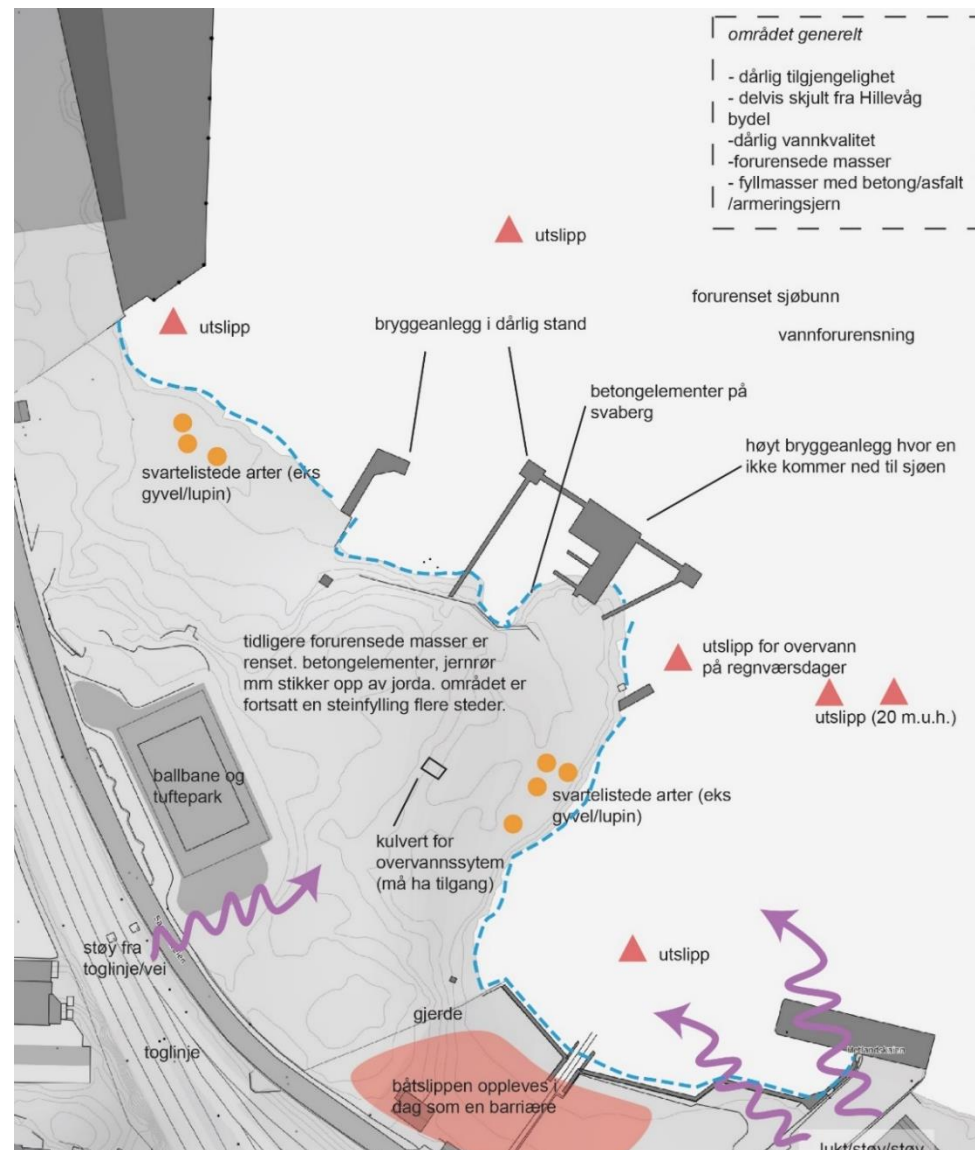 området generelt
- dårlig tilgjengelighet
- delvis skjult fra Hillevåg
bydel
-dårlig vannkvalitet
-forurensede masser
- fyllmasser med betong/asfalt
/armeringsjern
utslipp
forurenset sjøbunn
utslipp
bryggeanlegg i dårlig stand
vannforurensning
betongelementer på
svaberg
høyt bryggeanlegg hvor en
ikke kommer ned til sjøen
svartelistede arter (eks
gyvel/lupin)
tidligere forurensede masser er
renset. betongelementer, jernrør
mm stikker opp av jorda. området er
fortsatt en steinfylling flere steder.
utslipp for overvann
på regnværsdager
utslipp (20 m.u.h.)
ballbane og
tuftepark
svartelistede arter (eks
gyvel/lupin)
kulvert for
overvannssytem
(må ha tilgang)
støy fra
toglinje/vei
utslipp
gjerde
toglinje
båtslippen oppleves i
dag som en barriære
lukt/støv/støy